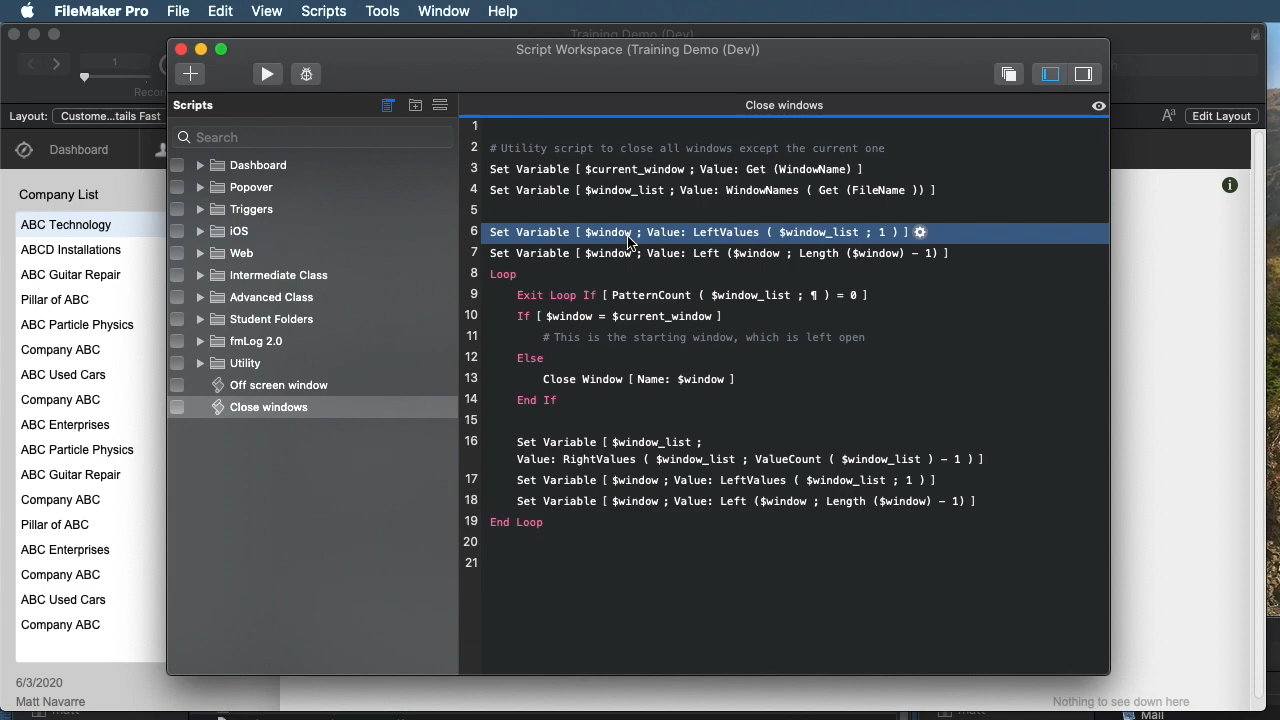 FileMaker Pro File Edit View Scripts Tools Window Help
Training Demo (Dev)
Script Workspace (Training Demo (Dev))
1
Recor
Layout: Custome...tails Fast
Edit Layout
Dashboard
Scripts
Close windows
Search
Dashboard
Popover
Triggers
iOS
Web
Intermediate Class
Advanced Class
Student Folders
fmLog 2.0
Utility
Off screen window
Close windows
Company List
ABC Technology
ABCD Installations
ABC Guitar Repair
Pillar of ABC
ABC Particle Physics
Company ABC
ABC Used Cars
Company ABC
ABC Enterprises
ABC Particle Physics
ABC Guitar Repair
Company ABC
Pillar of ABC
ABC Enterprises
Company ABC
ABC Used Cars
Company ABC
6/3/2020
Matt Navarre
1
2 # Utility script to close all windows except the current one
3 Set Variable [ $current_window ; Value: Get (WindowName) ]
4 Set Variable [ $window_list ; Value: WindowNames ( Get (FileName )) ]
5
6 Set Variable [ $window ; Value: LeftValues ( $window_list ; 1 ) ]
7 Set Variable [ $window ; Value: Left ($window ; Length ($window) - 1) ]
8 Loop
9 Exit Loop If [ PatternCount ( $window_list ; ¶ ) = 0 ]
10 If [ $window = $current_window ]
11 # This is the starting window, which is left open
12 Else
13 Close Window [ Name: $window ]
14 End If
15
16 Set Variable [ $window_list ;
Value: RightValues ( $window_list ; ValueCount ( $window_list ) - 1 ) ]
17 Set Variable [ $window ; Value: LeftValues ( $window_list ; 1 ) ]
18 Set Variable [ $window ; Value: Left ($window ; Length ($window) - 1) ]
19 End Loop
20
21
Nothing to see down here
Mail